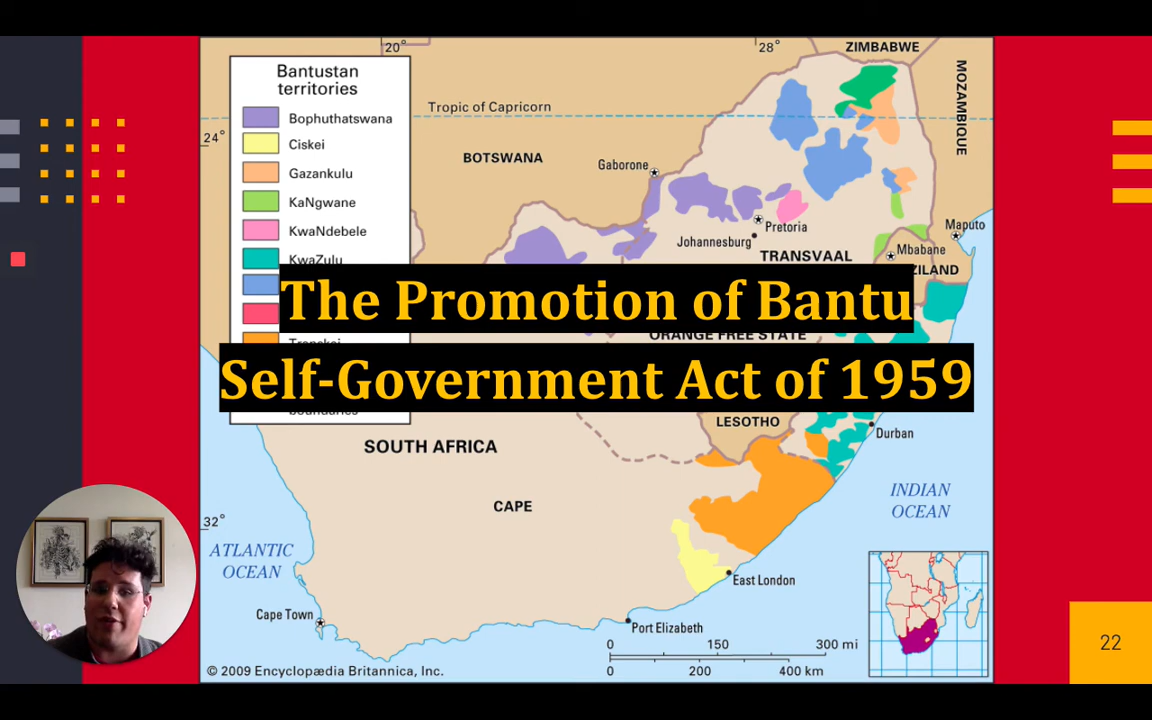 20°
28°
ZIMBABWE
MOZAMBIQUE
Bantustan
territories
Tropic of Capricorn
Bophuthatswana
24°
Ciskei
BOTSWANA
Gaborone
Gazankulu
KaNgwane
Maputo
Pretoria
KwaNdebele
Johannesburg
Mbabane
TRANSVAAL
KwaZulu
ZILAND
The Promotion of Bantu
ORANGE FREE STATE
Transkei
Self-Government Act of 1959
boundaries
LESOTHO
Durban
SOUTH AFRICA
INDIAN
OCEAN
CAPE
32°
ATLANTIC
OCEAN
East London
Cape Town
Port Elizabeth
0 150 300 mi
0 200 400 km
© 2009 Encyclopædia Britannica, Inc.
22